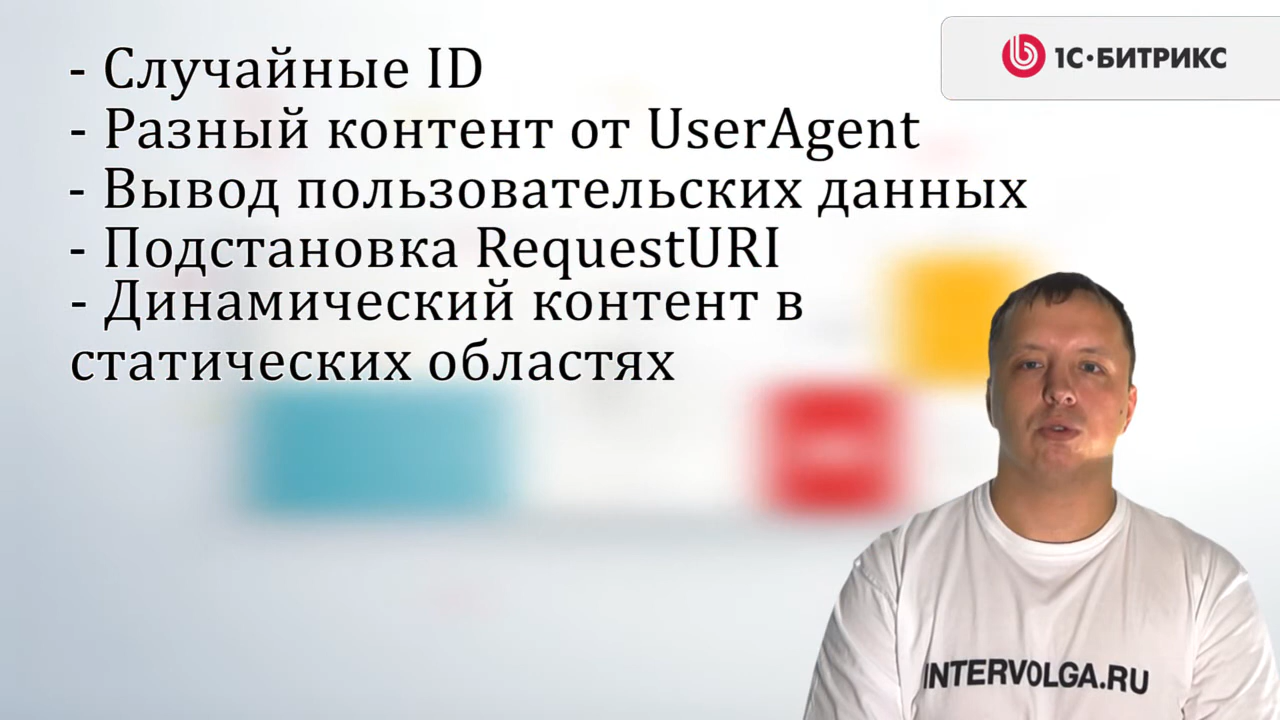 - Случайные ID
- Разный контент от UserAgent
- Вывод пользовательских данных
- Подстановка RequestURI
- Динамический контент в
статических областях
1С·БИТРИКС
INTERVOLGA.RU